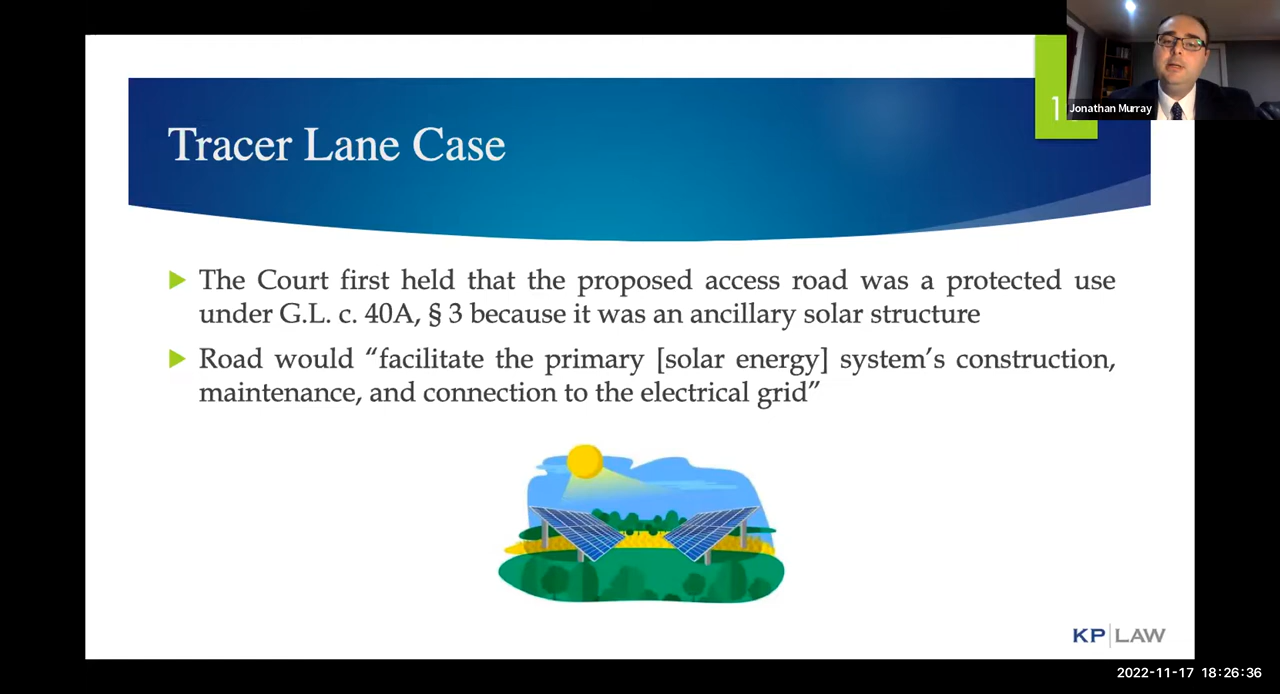 Tracer Lane Case
1
Jonathan Murray
The Court first held that the proposed access road was a protected use
under G.L. c. 40A, § 3 because it was an ancillary solar structure
Road would “facilitate the primary [solar energy] system’s construction,
maintenance, and connection to the electrical grid”
KP|LAW
2022-11-17 18:26:36